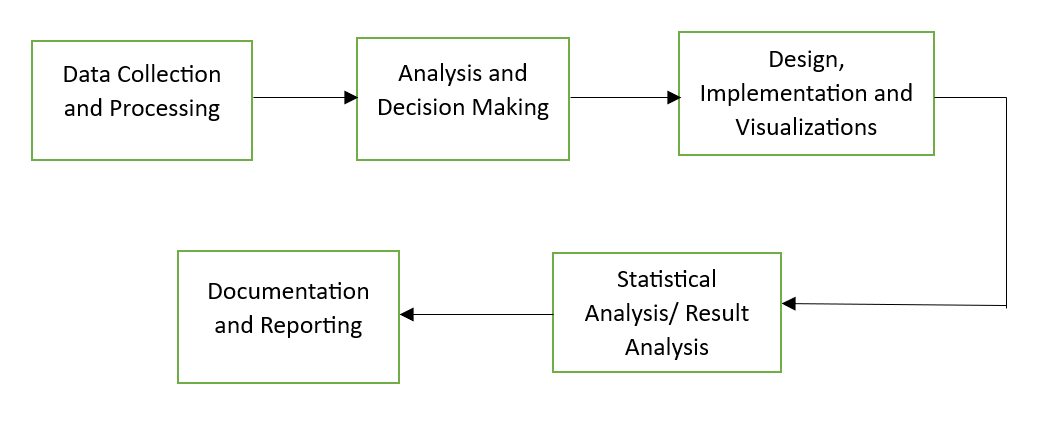 Data Collection
and Processing
Analysis and
Decision Making
Design,
Implementation and
Visualizations
Statistical
Analysis/ Result
Analysis
Documentation
and Reporting